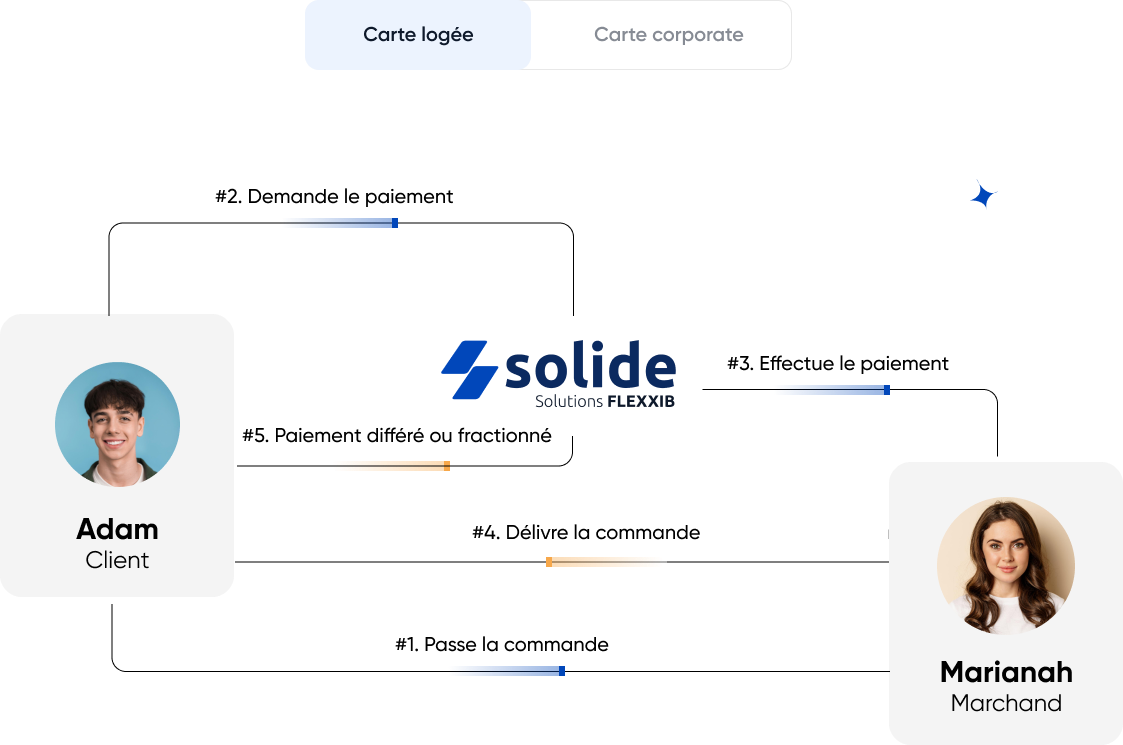 Carte logée
Carte corporate
#2. Demande le paiement
solide
Solutions FLEXXIB
#3. Effectue le paiement
#5. Paiement différé ou fractionné
Adam
Client
#4. Délivre la commande
#1. Passe la commande
Marianah
Marchand